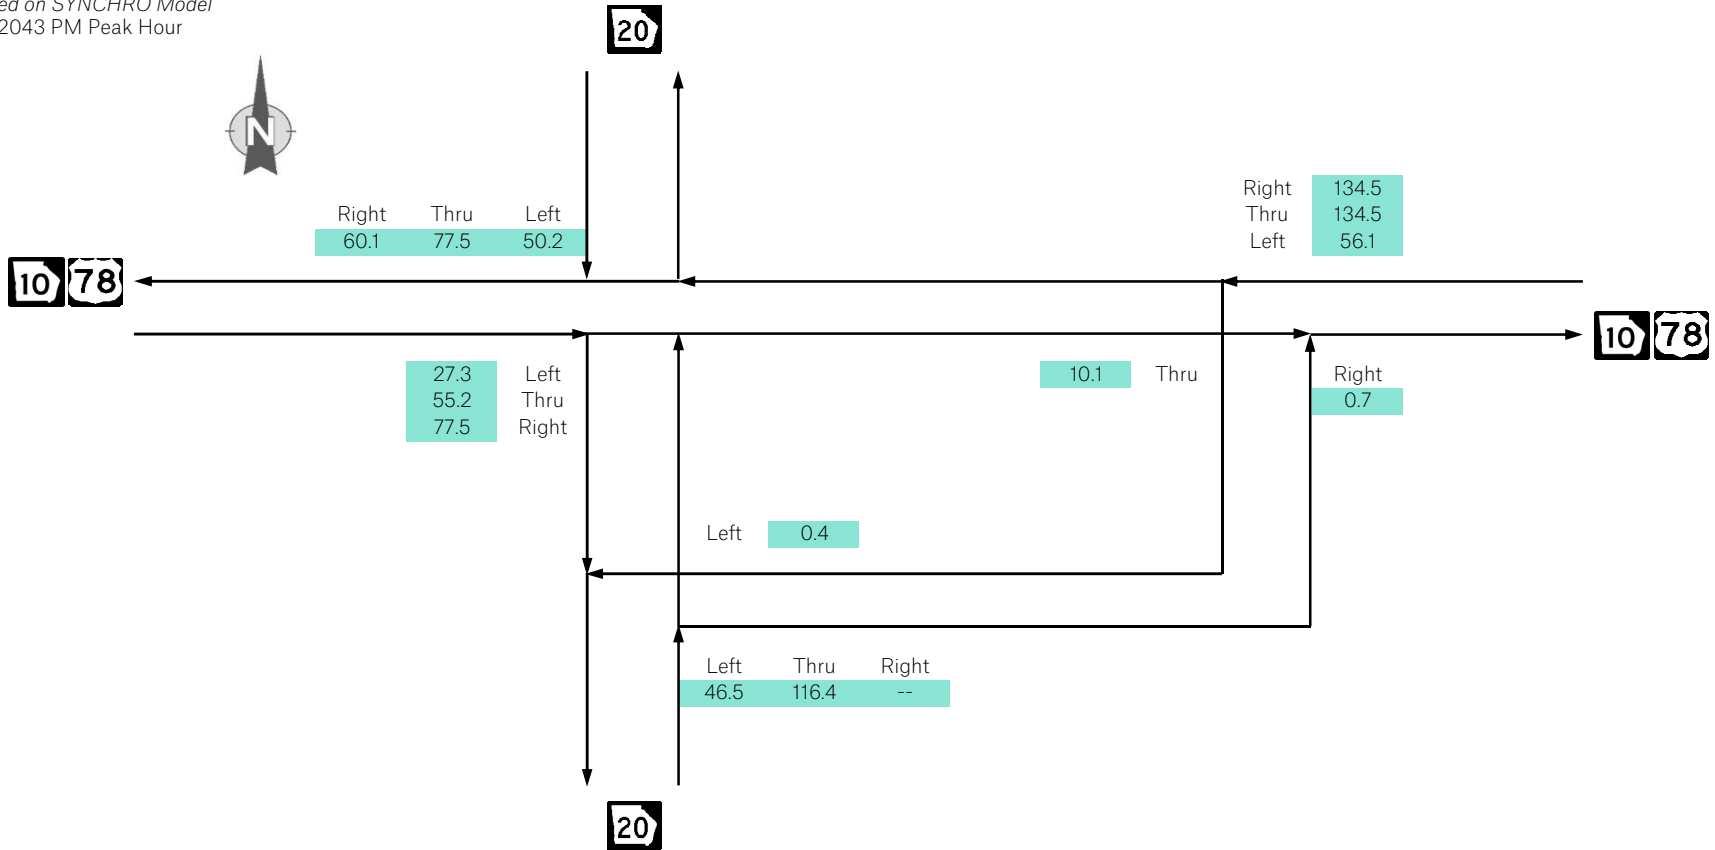 ed on SYNCHRO Model
2043 PM Peak Hour
20
N
Right Thru Left
60.1 77.5 50.2
Right 134.5
Thru 134.5
Left 56.1
10 78
10 78
27.3 Left
55.2 Thru
77.5 Right
10.1 Thru
Right
0.7
Left 0.4
Left Thru Right
46.5 116.4 --
20